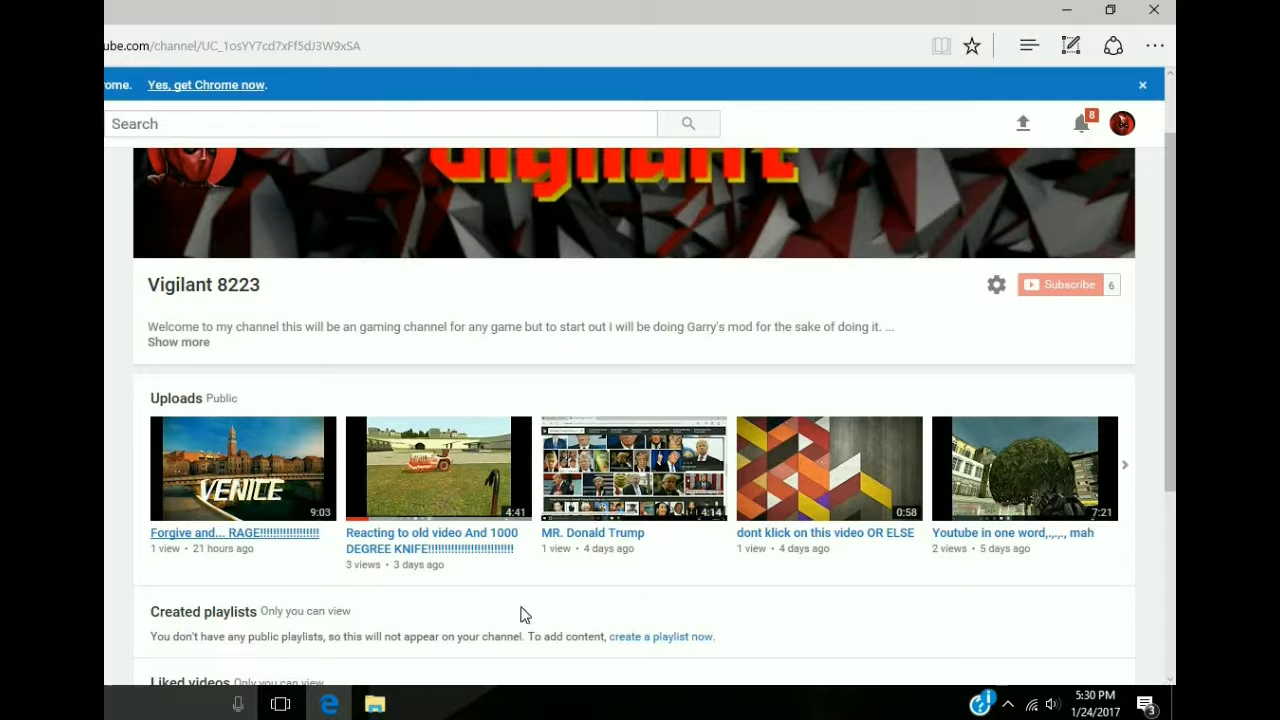 ube.com/channel/UC_1osYY7cd7xFf5dJ3W9xSA
ome. Yes, get Chrome now.
Search
8
vigilant
Vigilant 8223
Subscribe 6
Welcome to my channel this will be an gaming channel for any game but to start out I will be doing Garry's mod for the sake of doing it. ...
Show more
Uploads Public
VENICE
9:03
4:41
4:14
0:58
7:21
Forgive and... RAGE!!!!!!!!!!!!!!!!!!!!
1 view • 21 hours ago
Reacting to old video And 1000
DEGREE KNIFE!!!!!!!!!!!!!!!!!!!!!!!!!!
3 views • 3 days ago
MR. Donald Trump
1 view • 4 days ago
dont klick on this video OR ELSE
1 view • 4 days ago
Youtube in one word,.,.,. mah
2 views • 5 days ago
Created playlists Only you can view
You don't have any public playlists, so this will not appear on your channel. To add content, create a playlist now.
Liked videos Only you can view
5:30 PM
1/24/2017
3